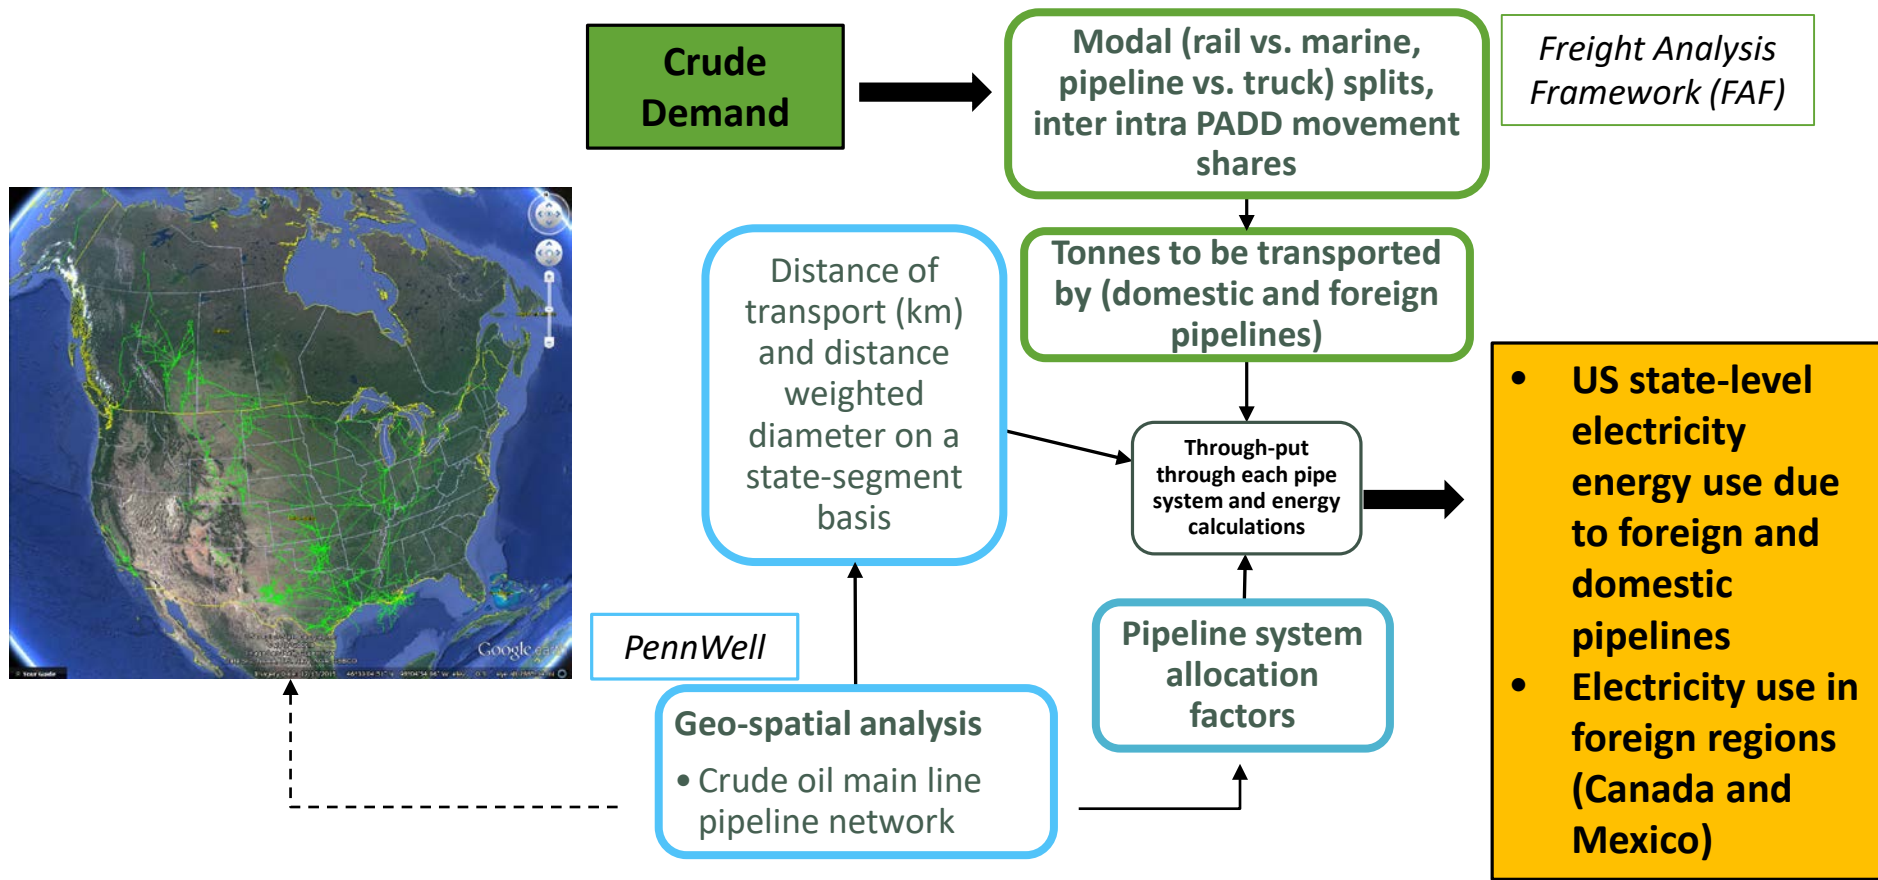 Crude
Demand
Modal (rail vs. marine,
pipeline vs. truck) splits,
inter intra PADD movement
shares
Freight Analysis
Framework (FAF)
Distance of
transport (km)
and distance
weighted
diameter on a
state-segment
basis
Tonnes to be transported
by (domestic and foreign
pipelines)
Through-put
through each pipe
system and energy
calculations
• US state-level
electricity
energy use due
to foreign and
domestic
pipelines
• Electricity use in
foreign regions
(Canada and
Mexico)
PennWell
Pipeline system
allocation
factors
Geo-spatial analysis
• Crude oil main line
pipeline network
Google earth
Tour Guide